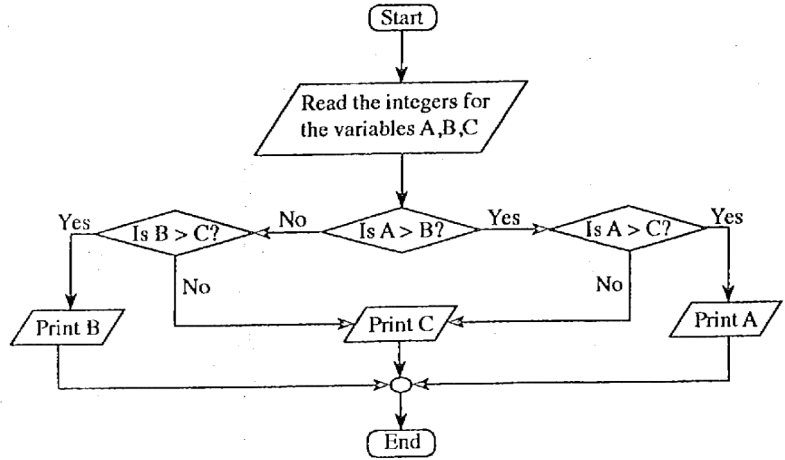 Start
Read the integers for
the variables A,B,C
Yes
Is B > C?
No
Is A > B?
Yes
Is A > C?
Yes
No
No
Print B
Print C
Print A
End